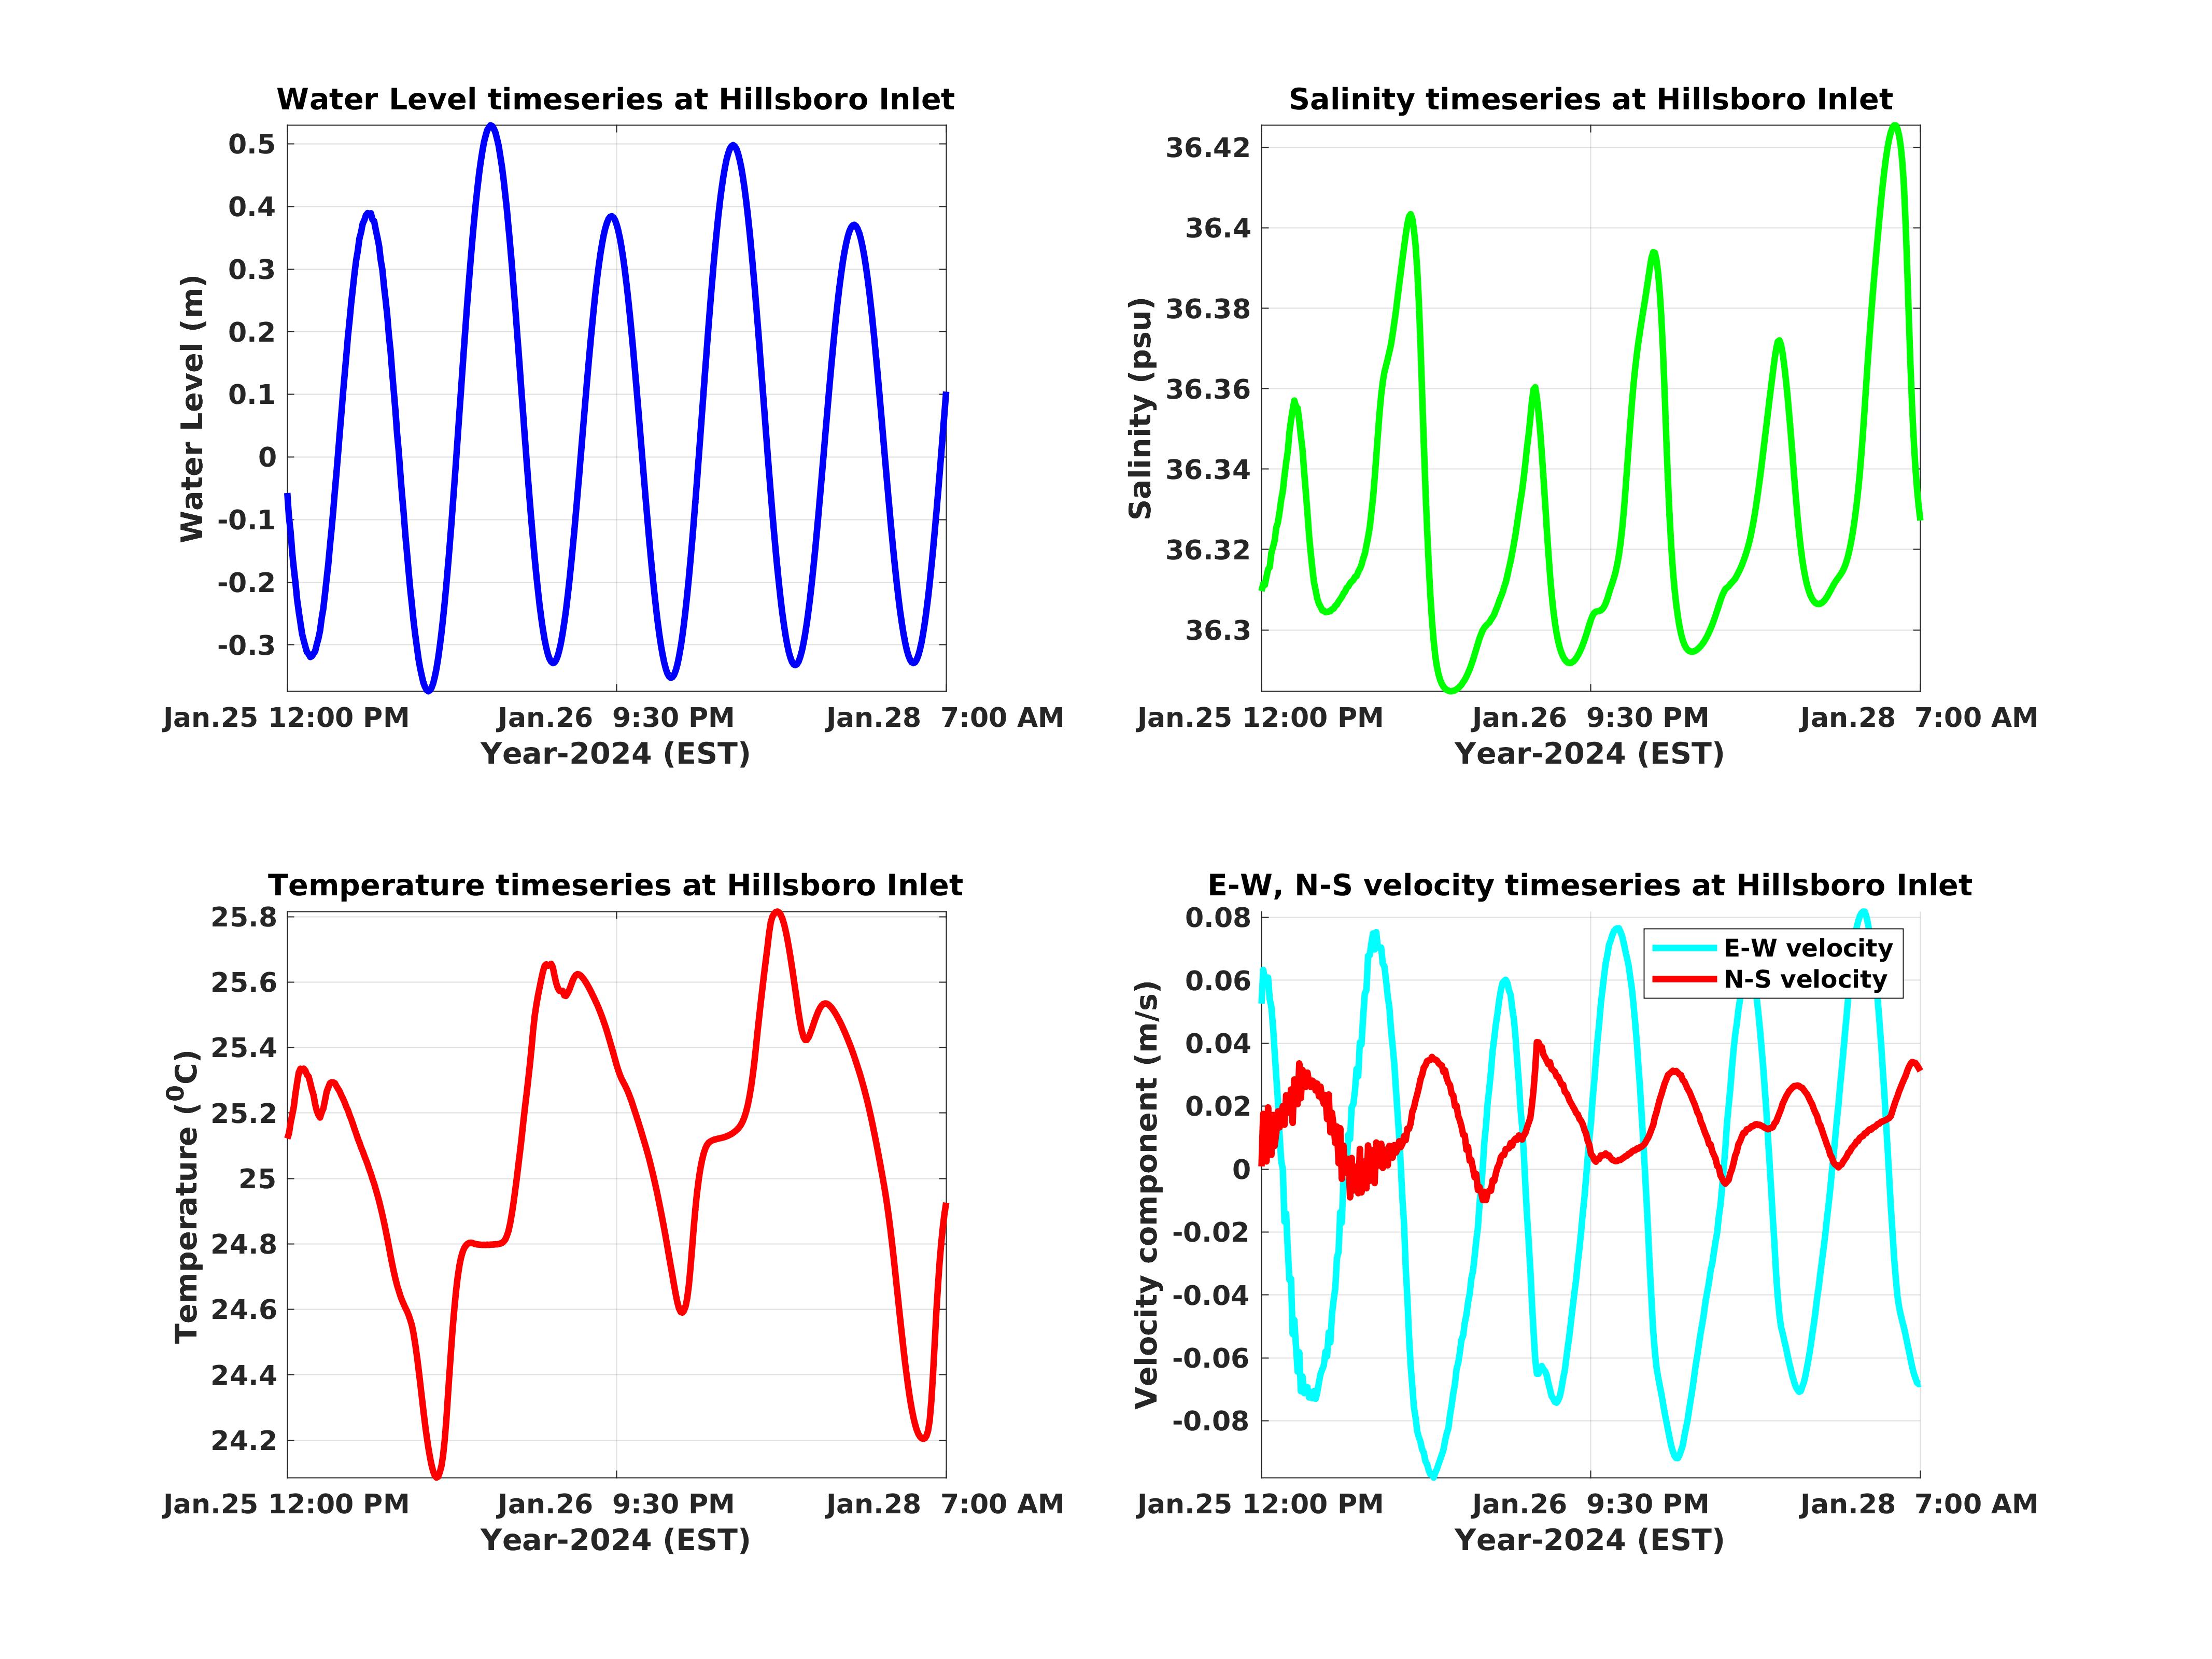 Water Level timeseries at Hillsboro Inlet
Water Level (m)
0.5
0.4
0.3
0.2
0.1
0
-0.1
-0.2
-0.3
Jan.25 12:00 PM
Jan.26  9:30 PM
Jan.28  7:00 AM
Year-2024 (EST)
Salinity timeseries at Hillsboro Inlet
Salinity (psu)
36.42
36.4
36.38
36.36
36.34
36.32
36.3
Jan.25 12:00 PM
Jan.26  9:30 PM
Jan.28  7:00 AM
Year-2024 (EST)
Temperature timeseries at Hillsboro Inlet
Temperature (⁰C)
25.8
25.6
25.4
25.2
25
24.8
24.6
24.4
24.2
Jan.25 12:00 PM
Jan.26  9:30 PM
Jan.28  7:00 AM
Year-2024 (EST)
E-W, N-S velocity timeseries at Hillsboro Inlet
Velocity component (m/s)
0.08
0.06
0.04
0.02
0
-0.02
-0.04
-0.06
-0.08
E-W velocity
N-S velocity
Jan.25 12:00 PM
Jan.26  9:30 PM
Jan.28  7:00 AM
Year-2024 (EST)